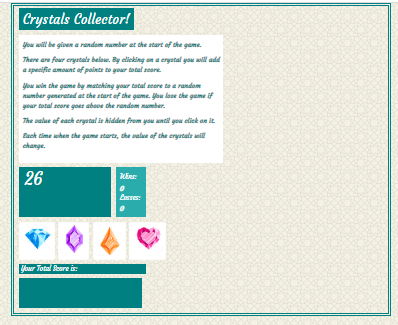 Crystals Collector!
You will be given a random number at the start of the game.
There are four crystals below. By clicking on a crystal you will add
a specific amount of points to your total score.
You win the game by matching your total score to a random
number generated at the start of the game. You lose the game if
your total score goes above the random number.
The value of each crystal is hidden from you until you click on it.
Each time when the game starts, the value of the crystals will
change.
26
Wins:
0
Losses:
0
Your Total Score is: